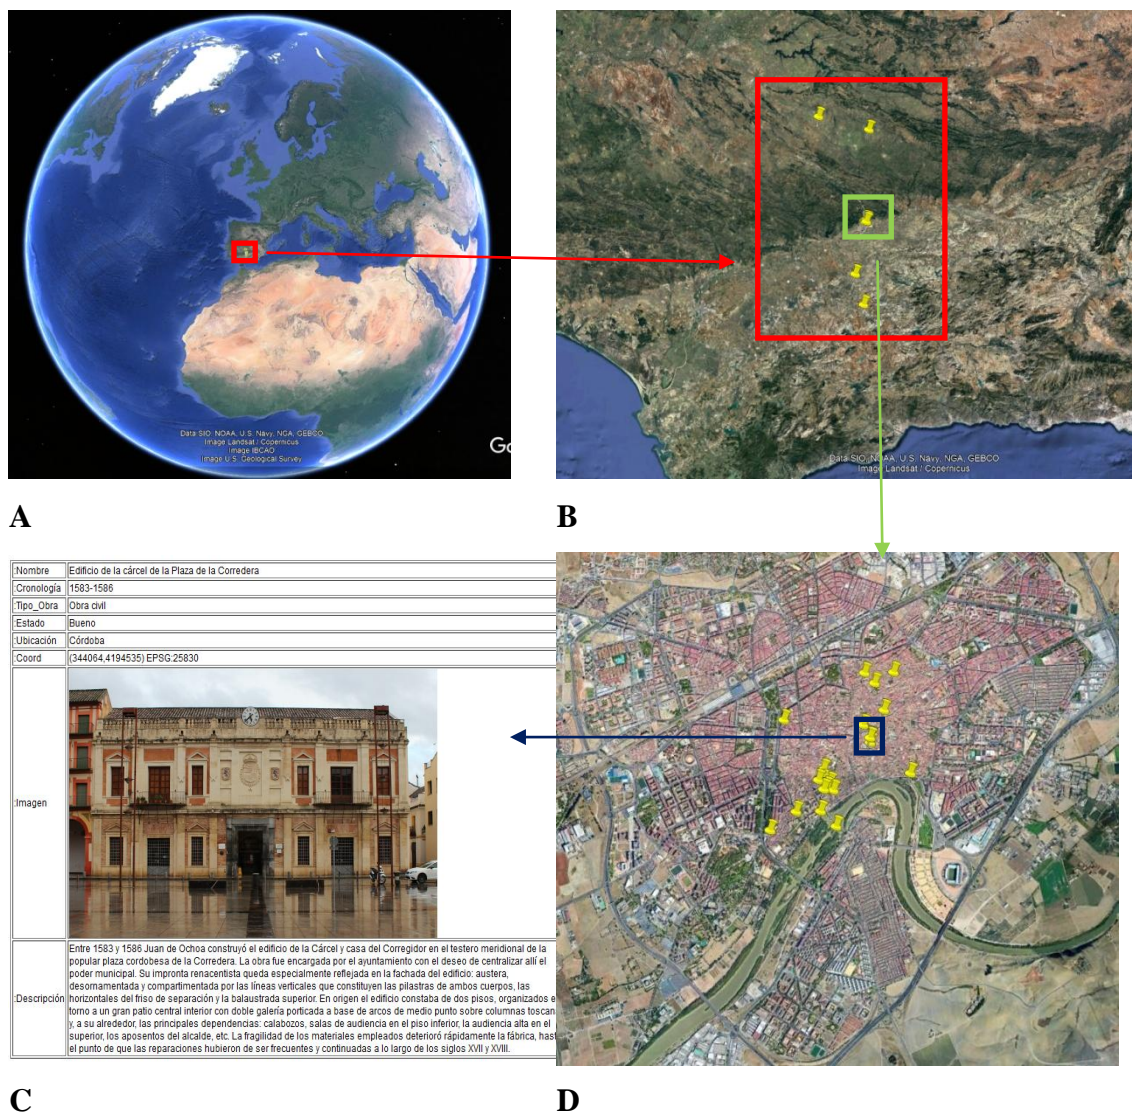 Data SIO, NOAA, U.S. Navy, NGA, GEBCO
Image Landsat / Copernicus
Image IBCAO
Image U.S. Geological Survey
Go
Data SIO, NOAA, U.S. Navy, NGA, GEBCO
Image Landsat / Copernicus
A
B
:Nombre Edificio de la cárcel de la Plaza de la Corredera
:Cronología 1583-1586
:Tipo_Obra Obra civil
:Estado Bueno
:Ubicación Córdoba
:Coord (344064,4194535) EPSG:25830
:Imagen
:Descripción
Entre 1583 y 1586 Juan de Ochoa construyó el edificio de la Cárcel y casa del Corregidor en el testero meridional de la
popular plaza cordobesa de la Corredera. La obra fue encargada por el ayuntamiento con el deseo de centralizar allí el
poder municipal. Su impronta renacentista queda especialmente reflejada en la fachada del edificio: austera,
desornamentada y compartimentada por las líneas verticales que constituyen las pilastras de ambos cuerpos, las
horizontales del friso de separación y la balaustrada superior. En origen el edificio constaba de dos pisos, organizados e
torno a un gran patio central interior con doble galería porticada a base de arcos de medio punto sobre columnas toscan
y, a su alrededor, las principales dependencias: calabozos, salas de audiencia en el piso inferior, la audiencia alta en el
superior, los aposentos del alcalde, etc. La fragilidad de los materiales empleados deterioró rápidamente la fábrica, hast
el punto de que las reparaciones hubieron de ser frecuentes y continuadas a lo largo de los siglos XVII y XVIII.
C
D